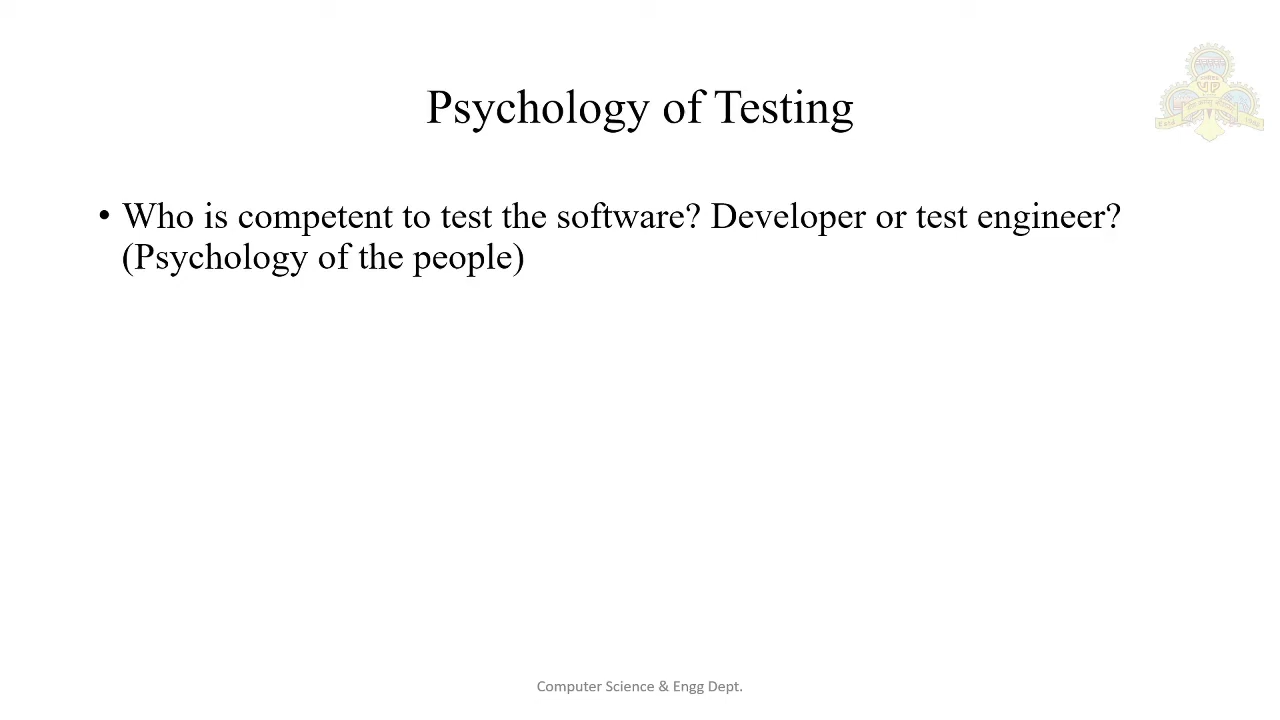 Psychology of Testing
• Who is competent to test the software? Developer or test engineer?
(Psychology of the people)
Computer Science & Engg Dept.